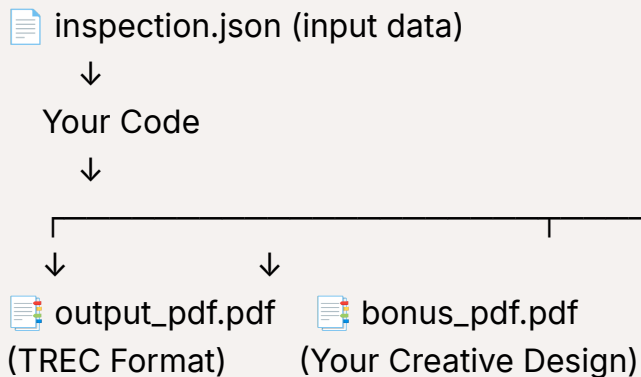 inspection.json (input data)
↓
Your Code
↓
↓ ↓
output_pdf.pdf bonus_pdf.pdf
(TREC Format) (Your Creative Design)